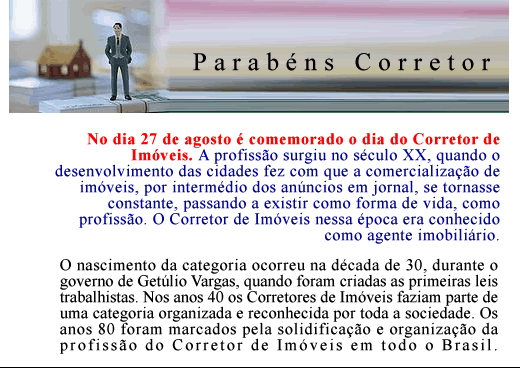 Parabéns Corretor
No dia 27 de agosto é comemorado o dia do Corretor de
Imóveis. A profissão surgiu no século XX, quando o
desenvolvimento das cidades fez com que a comercialização de
imóveis, por intermédio dos anúncios em jornal, se tornasse
constante, passando a existir como forma de vida, como
profissão. O Corretor de Imóveis nessa época era conhecido
como agente imobiliário.
O nascimento da categoria ocorreu na década de 30, durante o
governo de Getúlio Vargas, quando foram criadas as primeiras leis
trabalhistas. Nos anos 40 os Corretores de Imóveis faziam parte de
uma categoria organizada e reconhecida por toda a sociedade. Os
anos 80 foram marcados pela solidificação e organização da
profissão do Corretor de Imóveis em todo o Brasil.